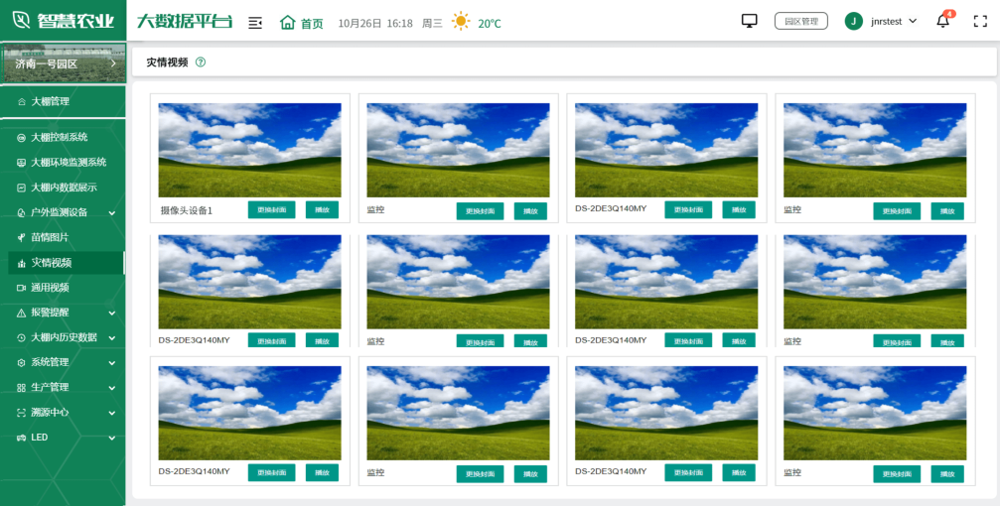 智慧农业
大数据平台 首页 10月26日 16:18 周三 20℃ 园区管理 J jnrstest 4
济南一号园区
灾情视频
大棚管理
大棚控制系统
大棚环境监测系统
大棚内数据展示
户外监测设备
苗情图片
灾情视频
通用视频
报警提醒
大棚内历史数据
系统管理
生产管理
溯源中心
LED
摄像头设备1 更换封面 播放 监控 更换封面 播放 DS-2DE3Q140MY 更换封面 播放 监控 更换封面 播放
DS-2DE3Q140MY 更换封面 播放 监控 更换封面 播放 DS-2DE3Q140MY 更换封面 播放 监控 更换封面 播放
DS-2DE3Q140MY 更换封面 播放 监控 更换封面 播放 DS-2DE3Q140MY 更换封面 播放 监控 更换封面 播放